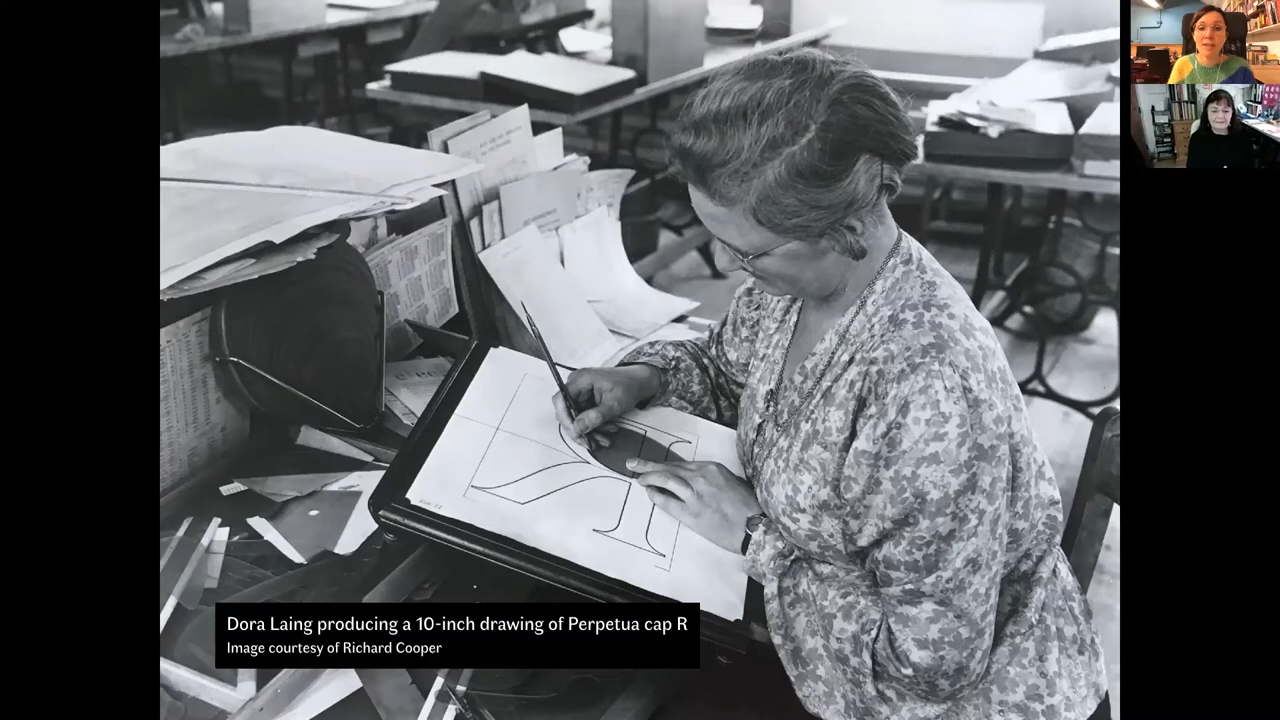 Dora Laing producing a 10-inch drawing of Perpetua cap R
Image courtesy of Richard Cooper